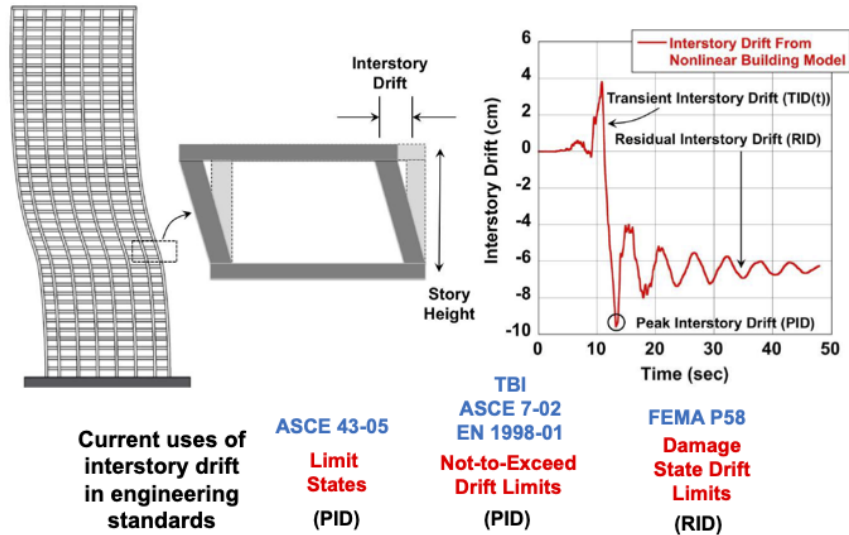 Interstory
Drift
Story
Height
Interstory Drift (cm)
6
4
2
0
-2
-4
-6
-8
-10
Interstory Drift From
Nonlinear Building Model
Transient Interstory Drift (TID(t))
Residual Interstory Drift (RID)
Peak Interstory Drift (PID)
0
10
20
30
40
50
Time (sec)
Current uses of
interstory drift
in engineering
standards
ASCE 43-05
Limit
States
(PID)
TBI
ASCE 7-02
EN 1998-01
Not-to-Exceed
Drift Limits
(PID)
FEMA P58
Damage
State Drift
Limits
(RID)